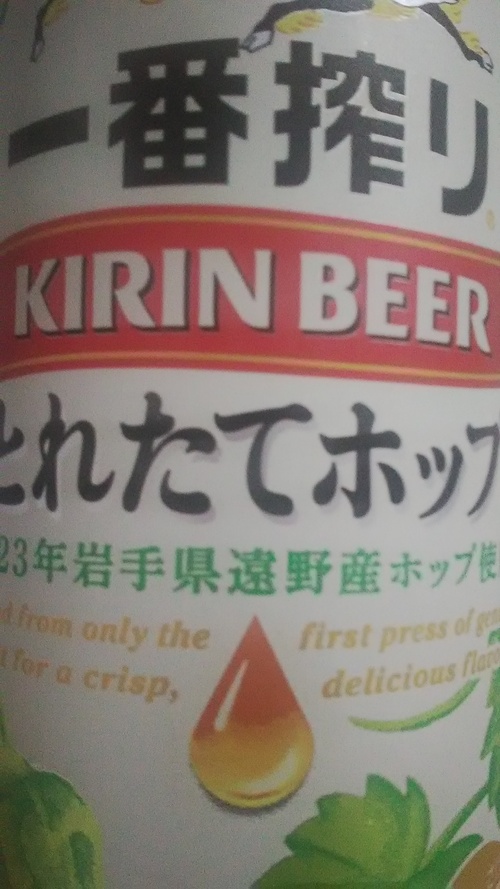 一番搾り
KIRIN BEER
とれたてホップ
23年岩手県遠野産ホップ使
from only the
first press of
for a crisp,
delicious